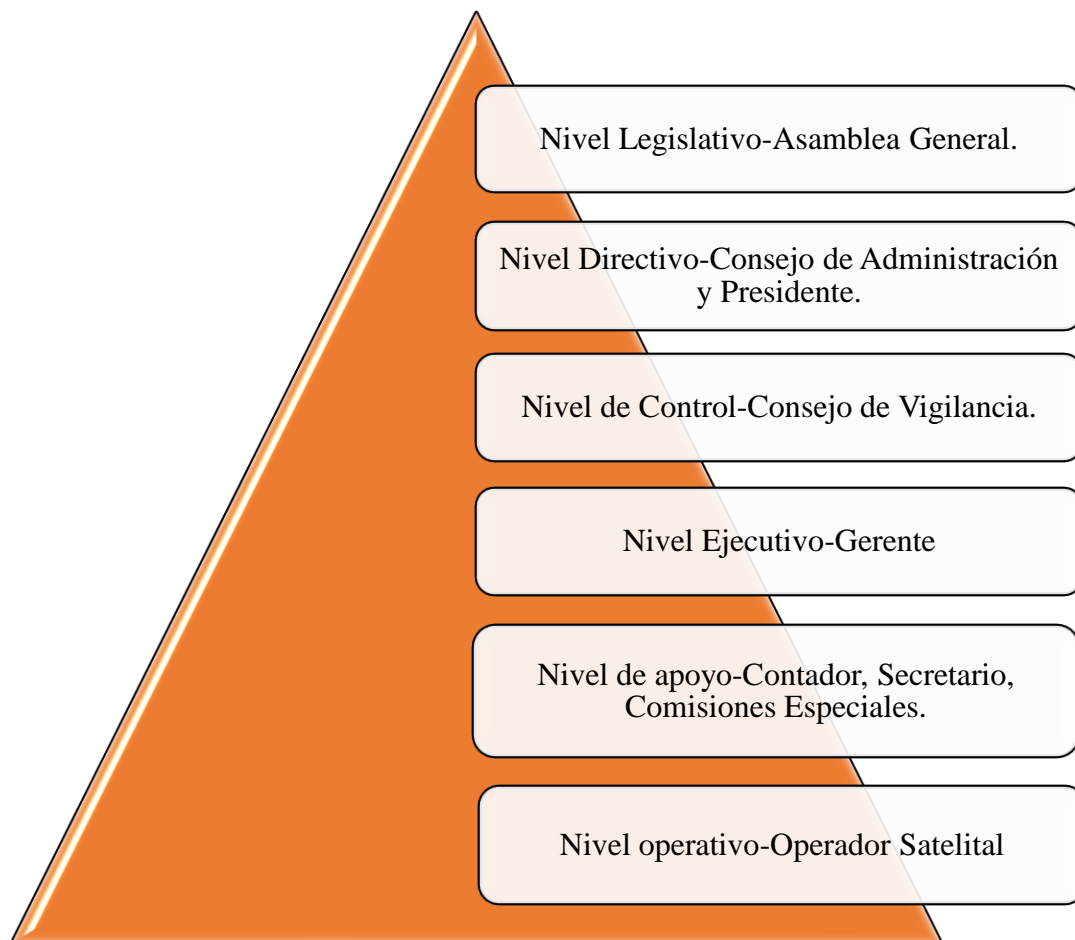 Nivel Legislativo-Asamblea General.
Nivel Directivo-Consejo de Administración
y Presidente.
Nivel de Control-Consejo de Vigilancia.
Nivel Ejecutivo-Gerente
Nivel de apoyo-Contador, Secretario,
Comisiones Especiales.
Nivel operativo-Operador Satelital